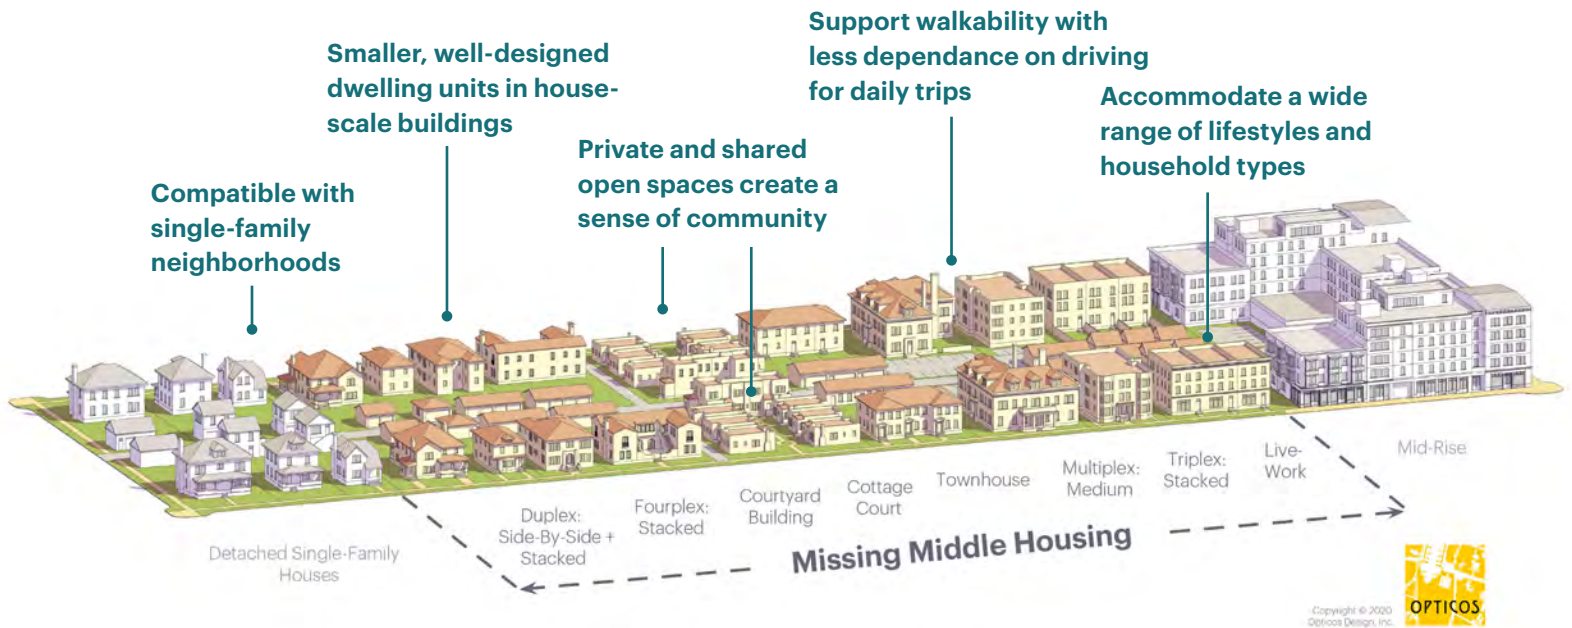 Support walkability with
less dependance on driving
for daily trips
Smaller, well-designed
dwelling units in house-
scale buildings
Accommodate a wide
range of lifestyles and
household types
Private and shared
open spaces create a
sense of community
Compatible with
single-family
neighborhoods
Detached Single-Family
Houses
Duplex:
Side-By-Side +
Stacked
Fourplex:
Stacked
Courtyard
Building
Cottage
Court
Townhouse
Multiplex:
Medium
Triplex:
Stacked
Live-
Work
Mid-Rise
Missing Middle Housing
Copyright © 2020
Opticos Design, Inc.
OPTICOS